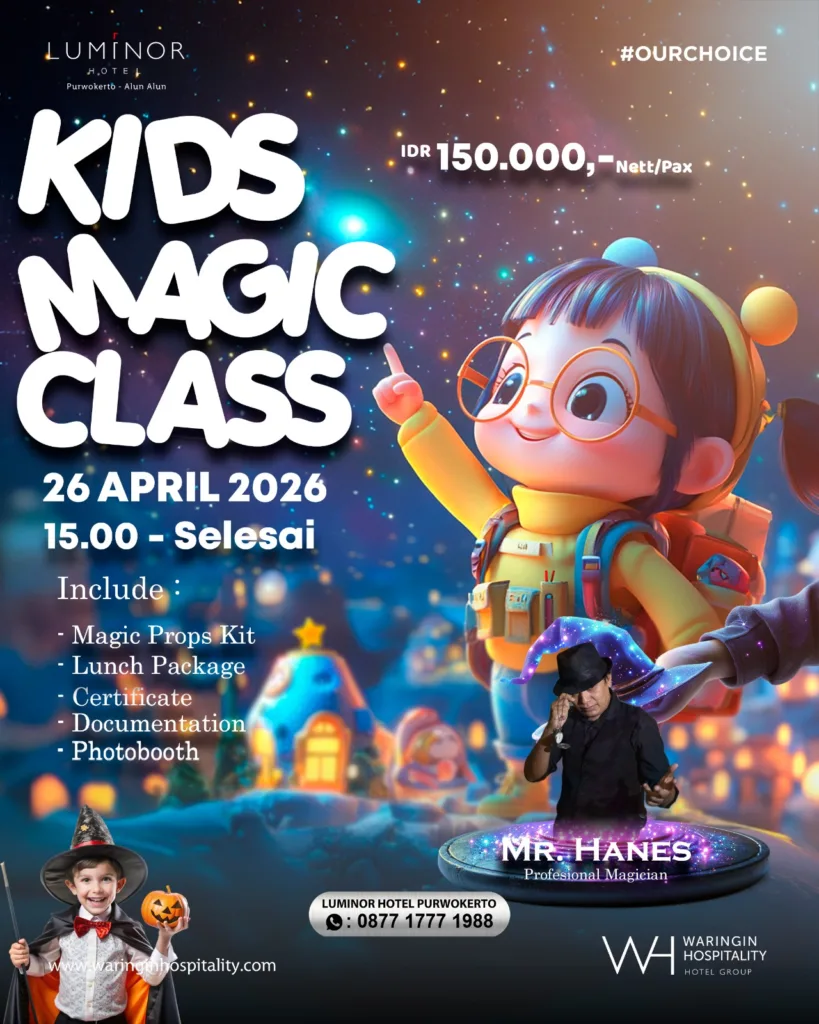 LUMINOR
HOTEL
Purwokerto - Alun Alun
#OURCHOICE
KIDS
MAGIC
CLASS
IDR 150.000,- Nett/Pax
26 APRIL 2026
15.00 - Selesai
Include :
- Magic Props Kit
- Lunch Package
- Certificate
- Documentation
- Photobooth
MR. HANES
Profesional Magician
LUMINOR HOTEL PURWOKERTO
: 0877 1777 1988
www.waringinhospitality.com
WH WARINGIN
HOSPITALITY
HOTEL GROUP